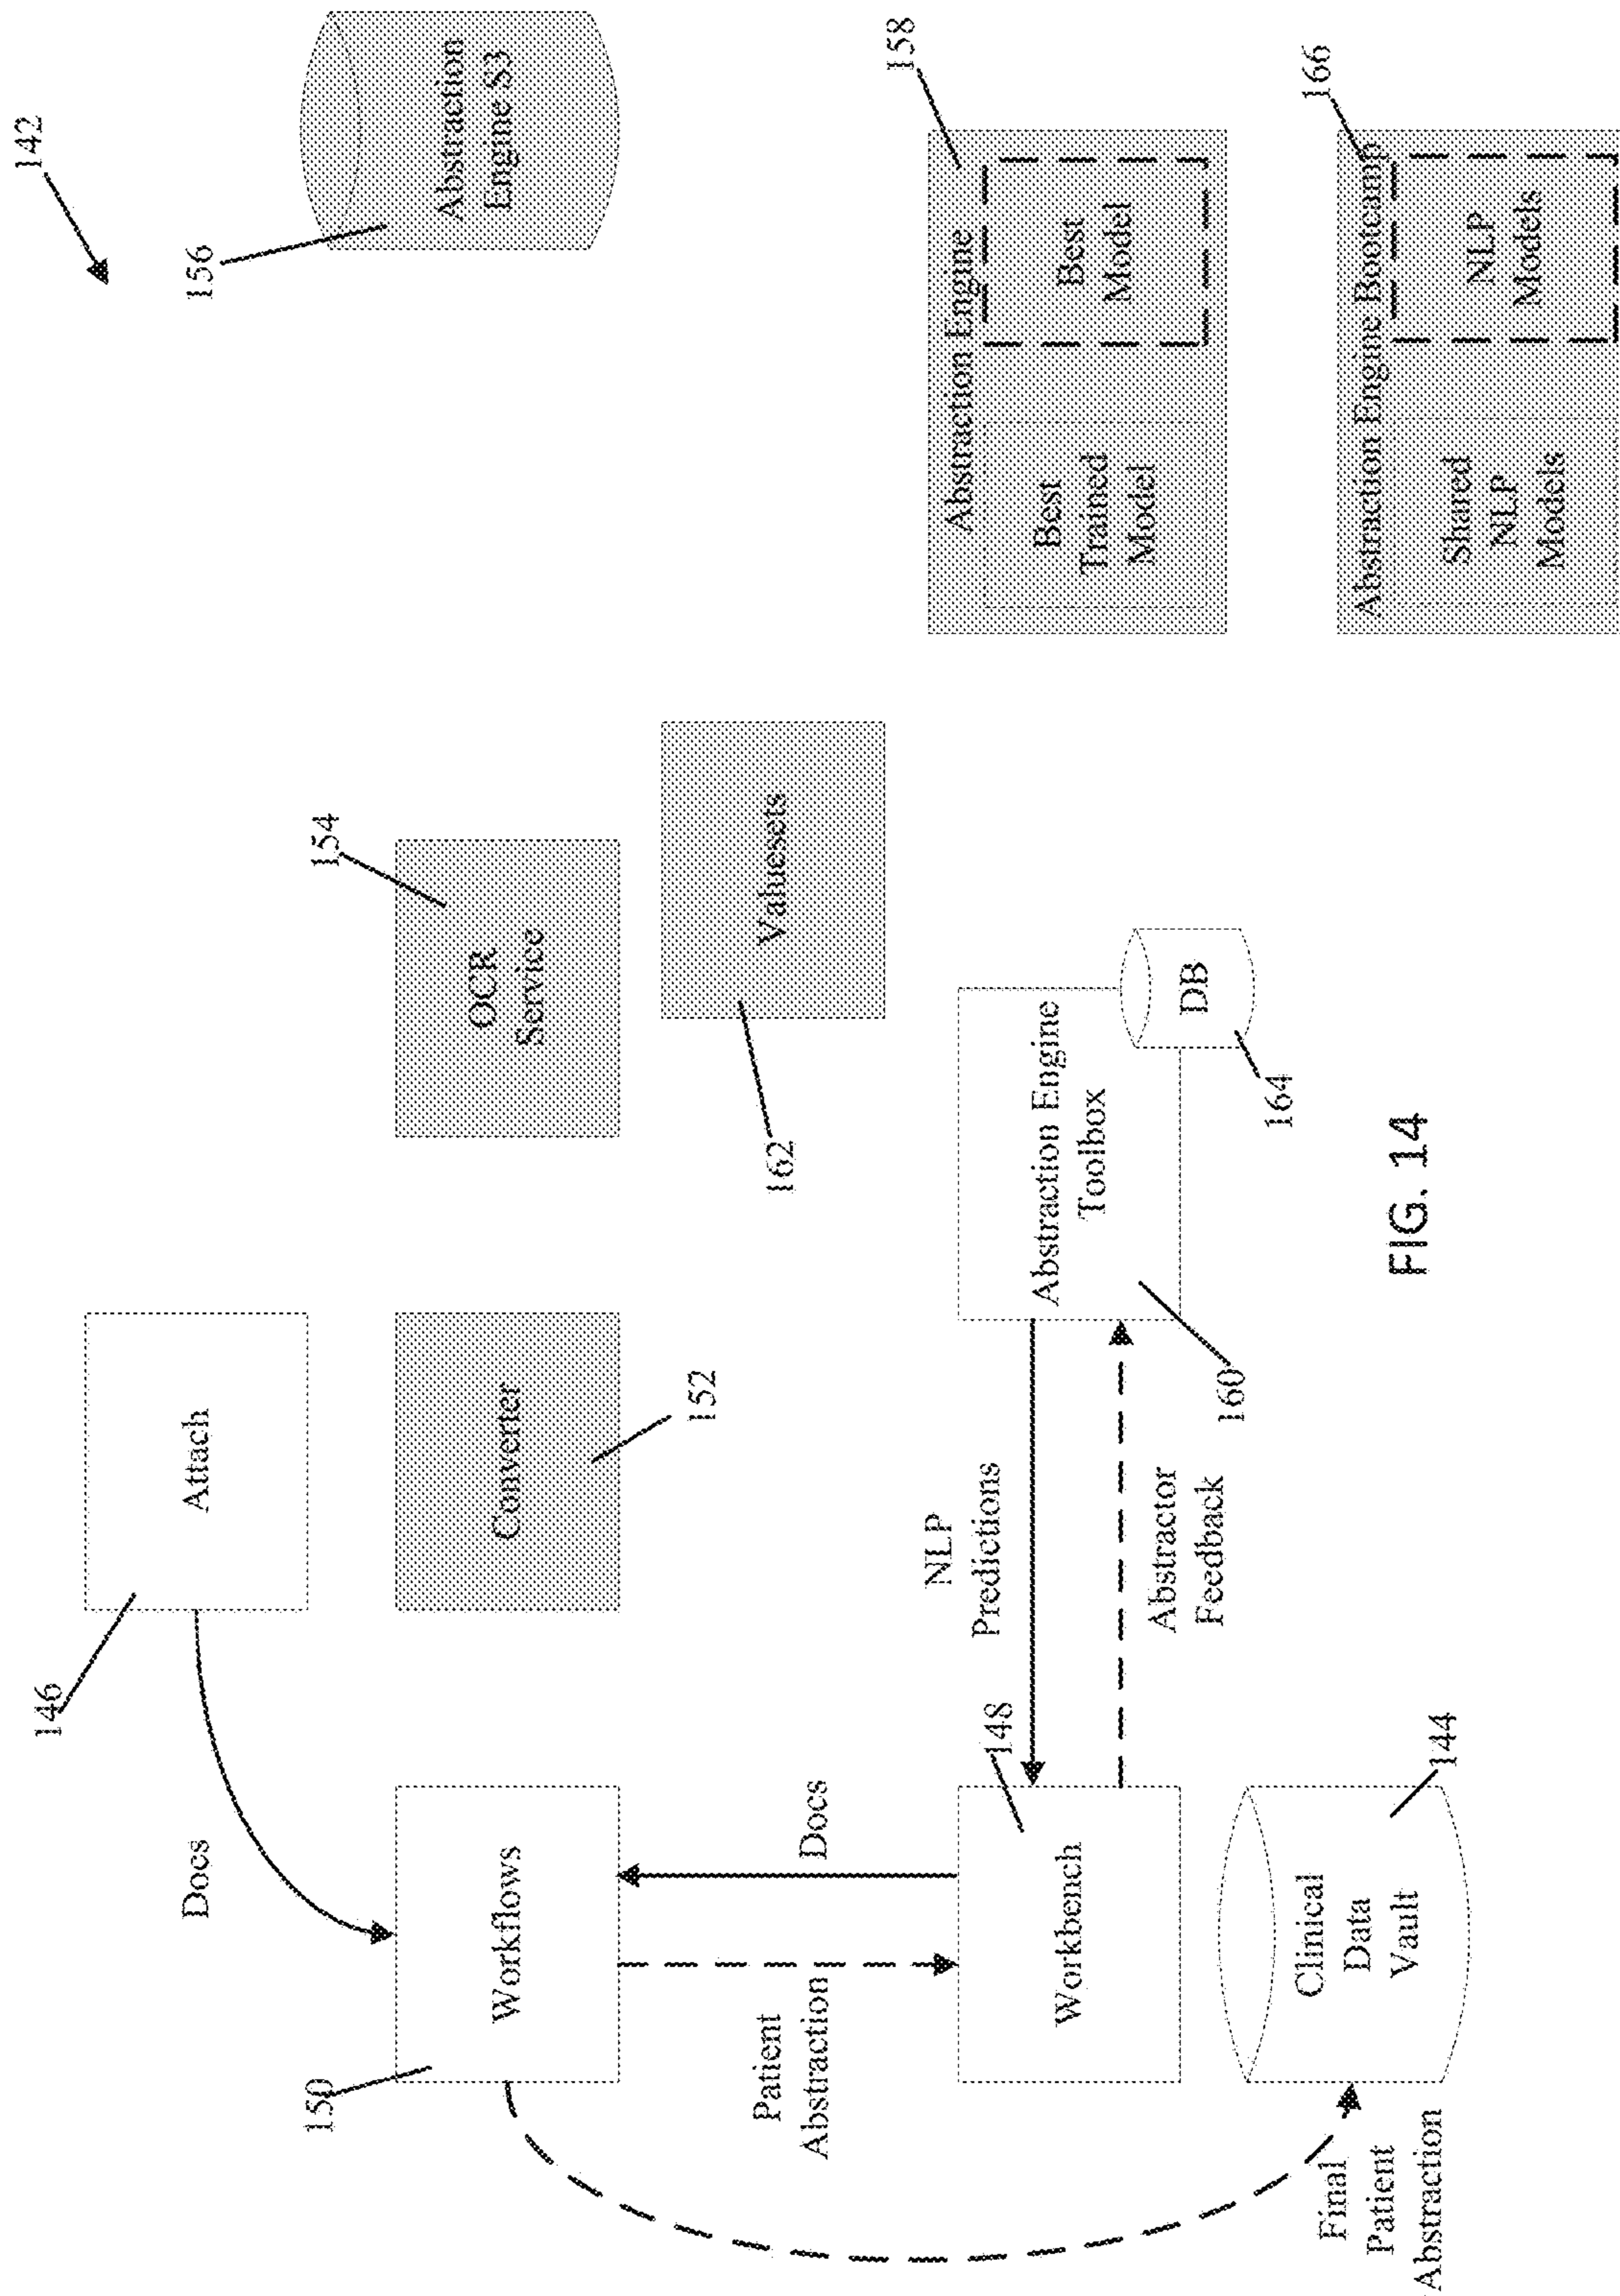 142
146
Docs
Attach
156
Abstraction
Engine S3
150
154
Workflows
Converter
OCR
Service
152
Patient
Abstraction
Docs
162
Valuesets
158
148
NLP
Predictions
Abstraction Engine
Best
Trained
Model
Best
Model
Workbench
Abstraction Engine
Toolbox
Abstractor
Feedback
160
DB
164
166
Clinical
Data
Vault
144
Final
Patient
Abstraction
Abstraction Engine Bootcamp
Shared
NLP
Models
NLP
Models
FIG. 14